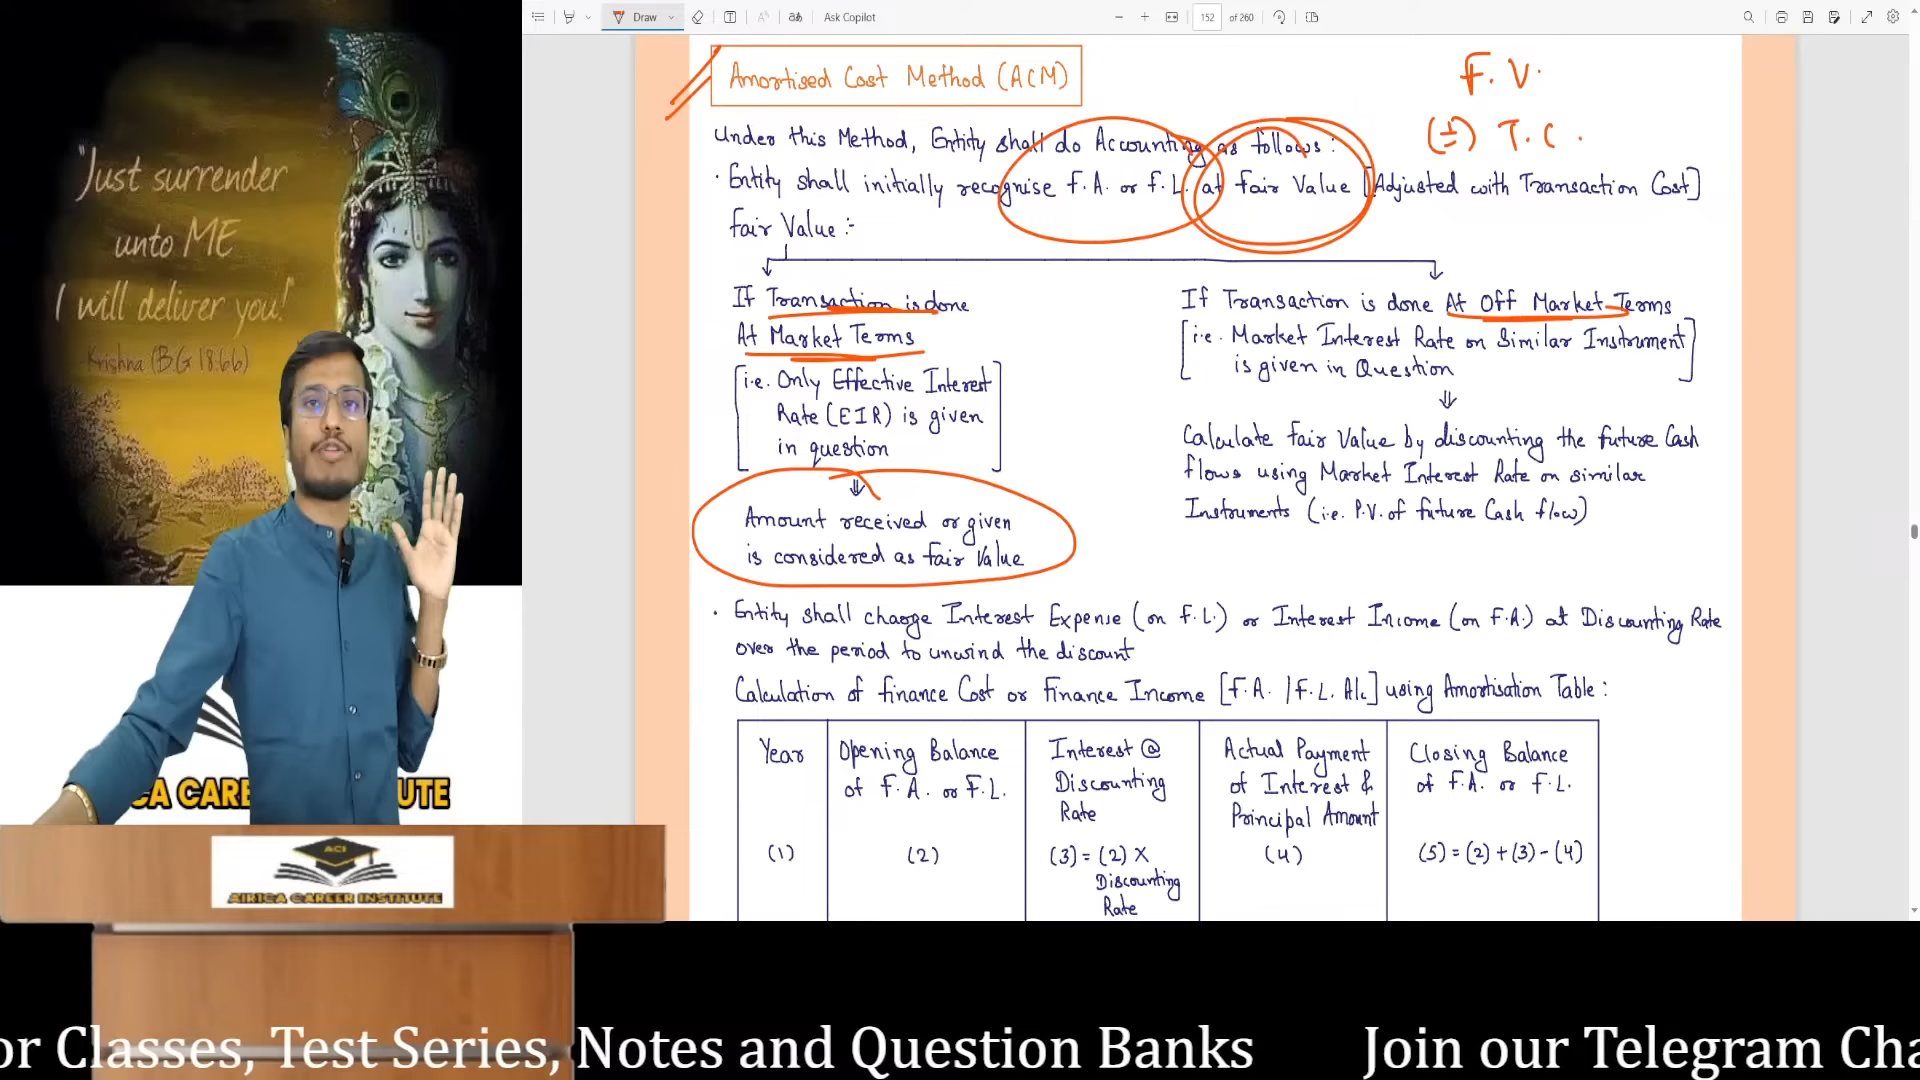 Draw
Ask Copilot
152 of 260
"Just surrender
unto ME
I will deliver you!"
-Krishna (B.G 18.66)
Amortised Cost Method (ACM)
F.V.
(±) T.C.
Under this Method, Entity shall do Accounting as follows:
· Entity shall initially recognise F.A. or F.L. at Fair Value [Adjusted with Transaction Cost]
Fair Value :-
If Transaction is done
At Market Terms
[i.e. Only Effective Interest
Rate (EIR) is given
in question]
Amount received or given
is considered as Fair Value
If Transaction is done At Off Market Terms
[i.e. Market Interest Rate on Similar Instrument
is given in Question]
Calculate Fair Value by discounting the Future Cash
Flows using Market Interest Rate on similar
Instruments (i.e. P.V. of Future Cash Flow)
· Entity shall charge Interest Expense (on F.L.) or Interest Income (on F.A.) at Discounting Rate
over the period to unwind the discount
Calculation of Finance Cost or Finance Income [F.A. / F.L. A/c] using Amortisation Table :
Year
(1)
Opening Balance
of F.A. or F.L.
(2)
Interest @
Discounting
Rate
(3) = (2) X
Discounting
Rate
Actual Payment
of Interest &
Principal Amount
(4)
Closing Balance
of F.A. or F.L.
(5) = (2) + (3) - (4)
CA CARE
UTE
ACI
AIRICA CAREER INSTITUTE
or Classes, Test Series, Notes and Question Banks
Join our Telegram Cha